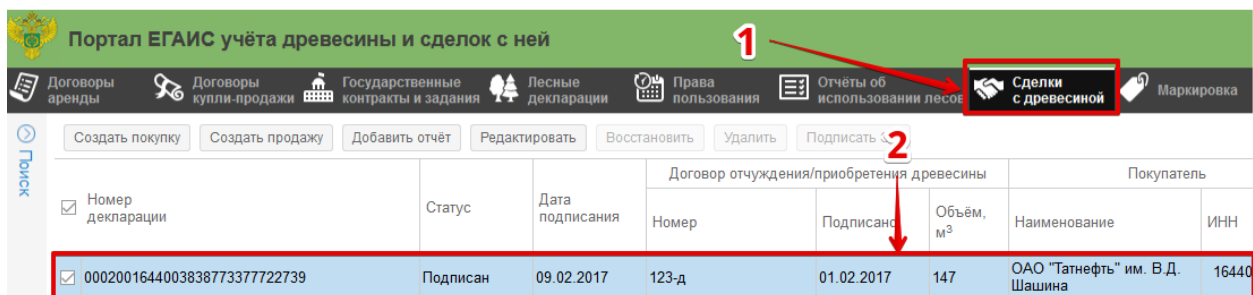 Портал ЕГАИС учёта древесины и сделок с ней
1
Договоры
аренды
Договоры
купли-продажи
Государственные
контракты и задания
Лесные
декларации
Права
пользования
Отчёты об
использовании лесов
Сделки
с древесиной
Маркировка
Поиск
Создать покупку
Создать продажу
Добавить отчёт
Редактировать
Восстановить
Удалить
Подписать
2
Номер
декларации
Статус
Дата
подписания
Договор отчуждения/приобретения древесины
Номер
Подписано
Объём,
м³
Покупатель
Наименование
ИНН
0002001644003838773377722739
Подписан
09.02.2017
123-д
01.02.2017
147
ОАО "Татнефть" им. В.Д.
Шашина
16440